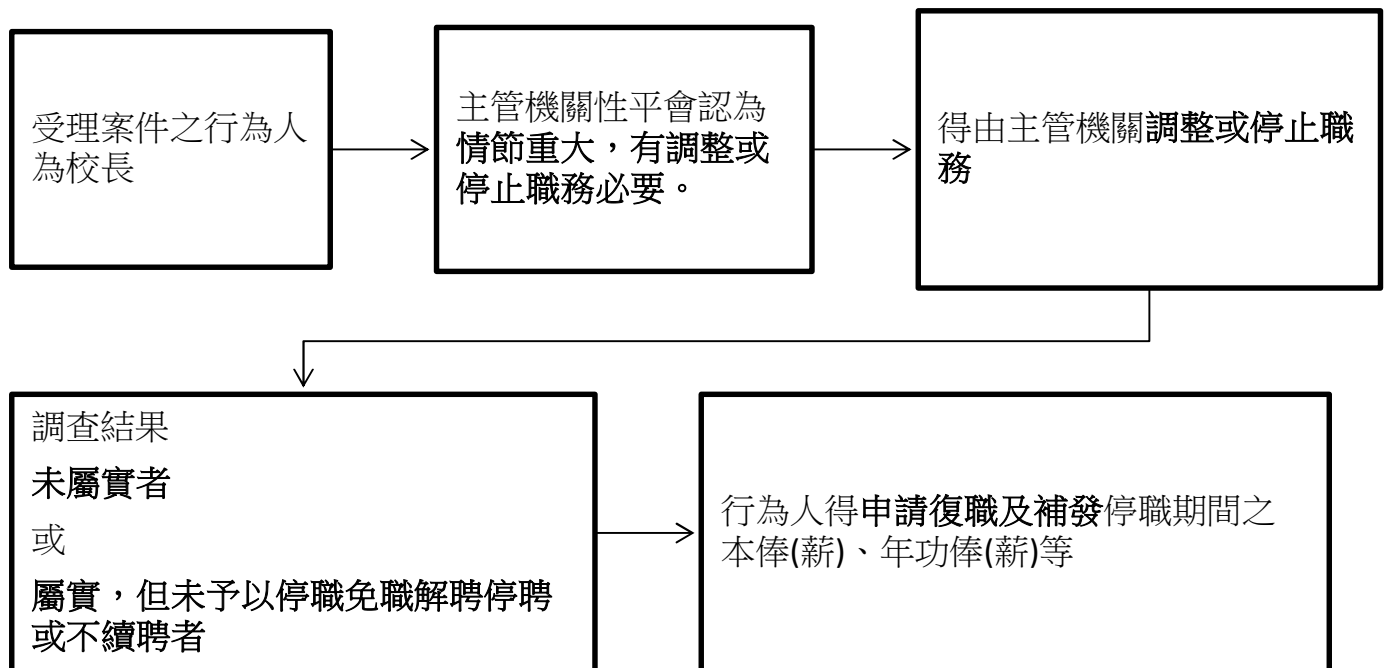 受理案件之行為人
為校長
主管機關性平會認為
情節重大，有調整或
停止職務必要。
得由主管機關調整或停止職
務
調查結果
未屬實者
或
屬實，但未予以停職免職解聘停聘
或不續聘者
行為人得申請復職及補發停職期間之
本俸(薪)、年功俸(薪)等